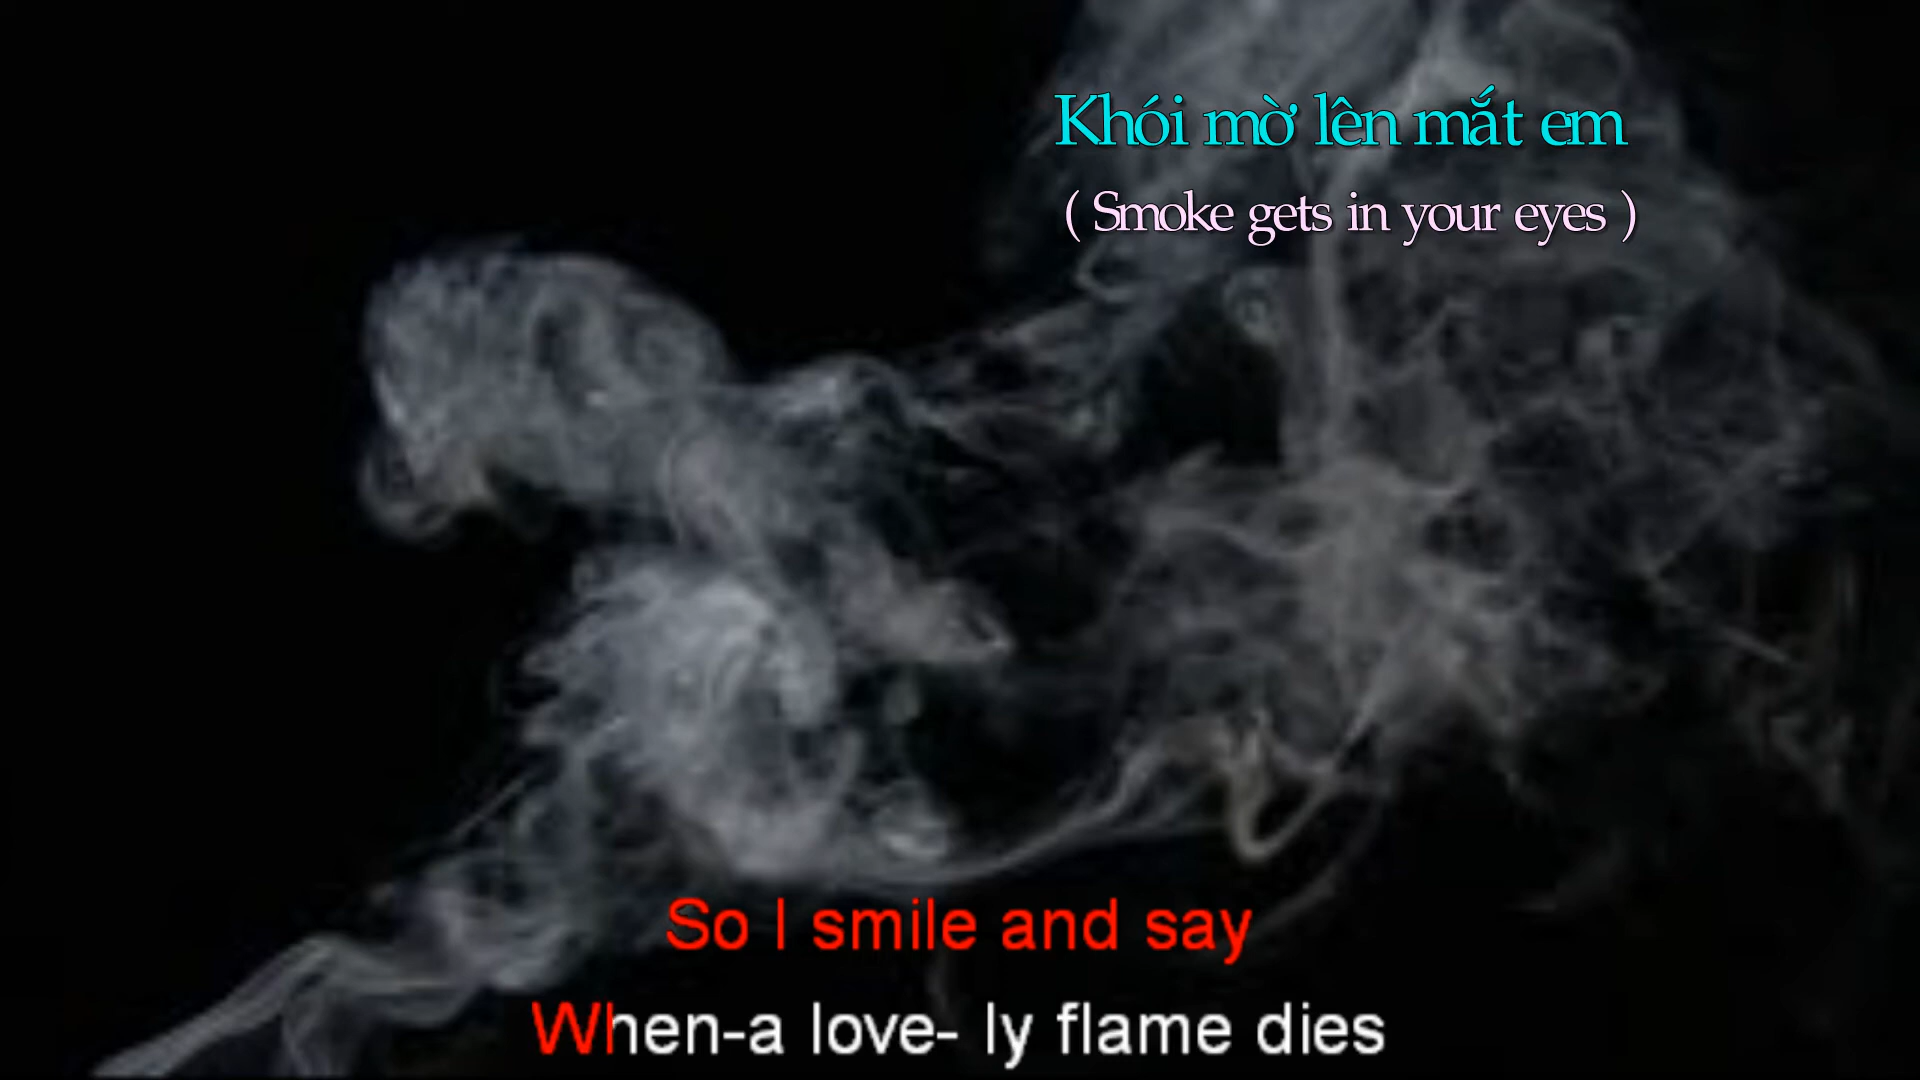 Khói mờ lên mắt em
( Smoke gets in your eyes )
So I smile and say
When-a love- ly flame dies